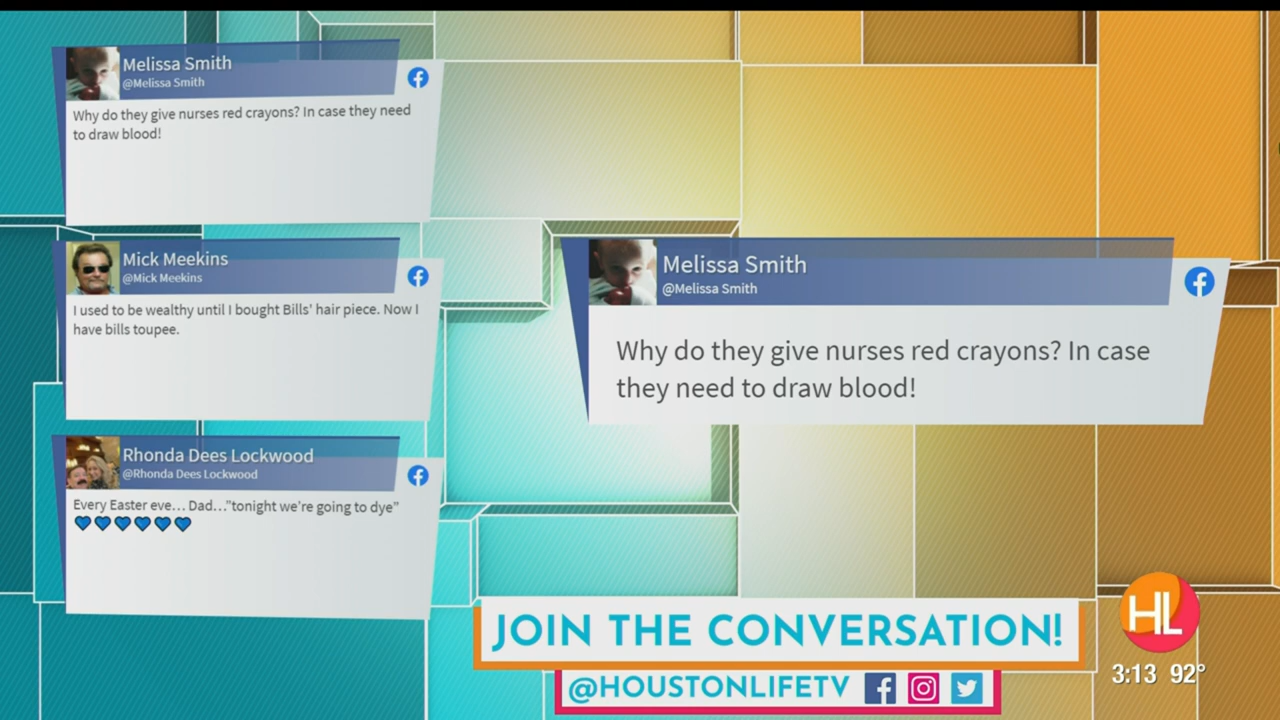 Melissa Smith
@Melissa Smith
Why do they give nurses red crayons? In case they need
to draw blood!
Mick Meekins
@Mick Meekins
I used to be wealthy until I bought Bills' hair piece. Now I
have bills toupee.
Rhonda Dees Lockwood
@Rhonda Dees Lockwood
Every Easter eve... Dad..."tonight we're going to dye"
💙💙💙💙💙💙
Melissa Smith
@Melissa Smith
Why do they give nurses red crayons? In case
they need to draw blood!
JOIN THE CONVERSATION!
@HOUSTONLIFETV
HL
3:13 92°